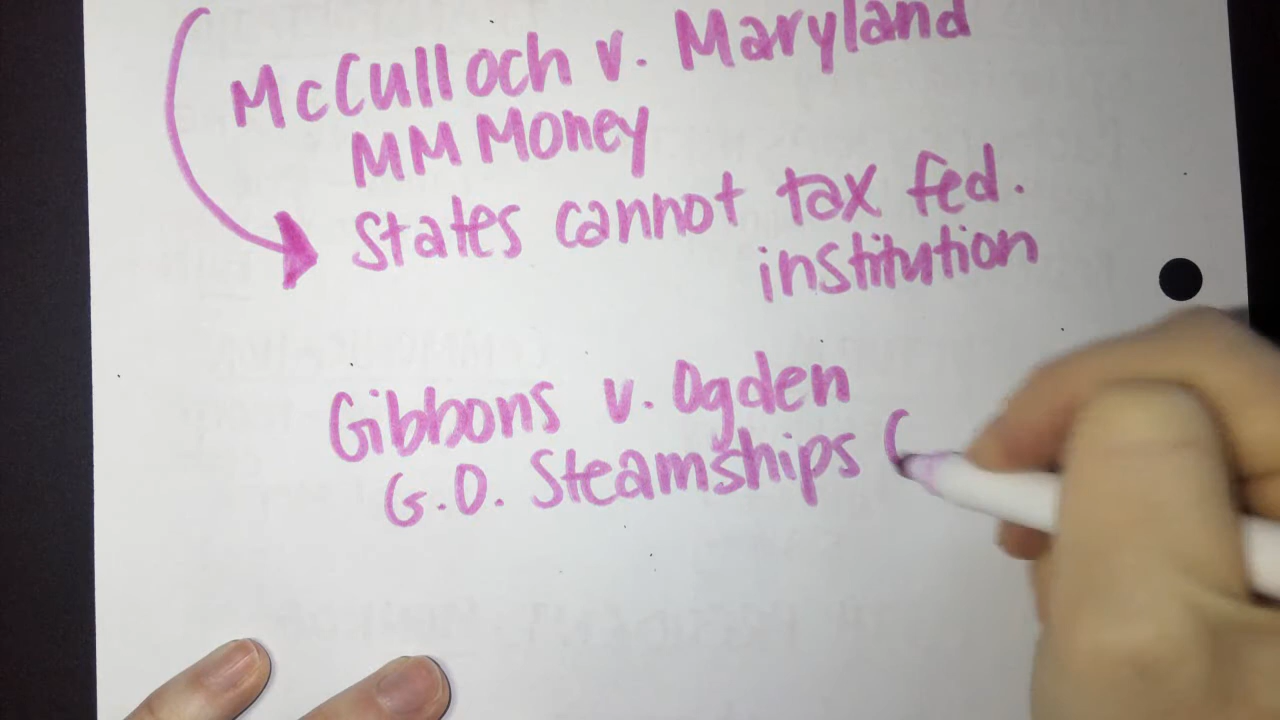 McCulloch v. Maryland
MM Money
States cannot tax fed.
institution
Gibbons v. Ogden
G.O. Steamships (